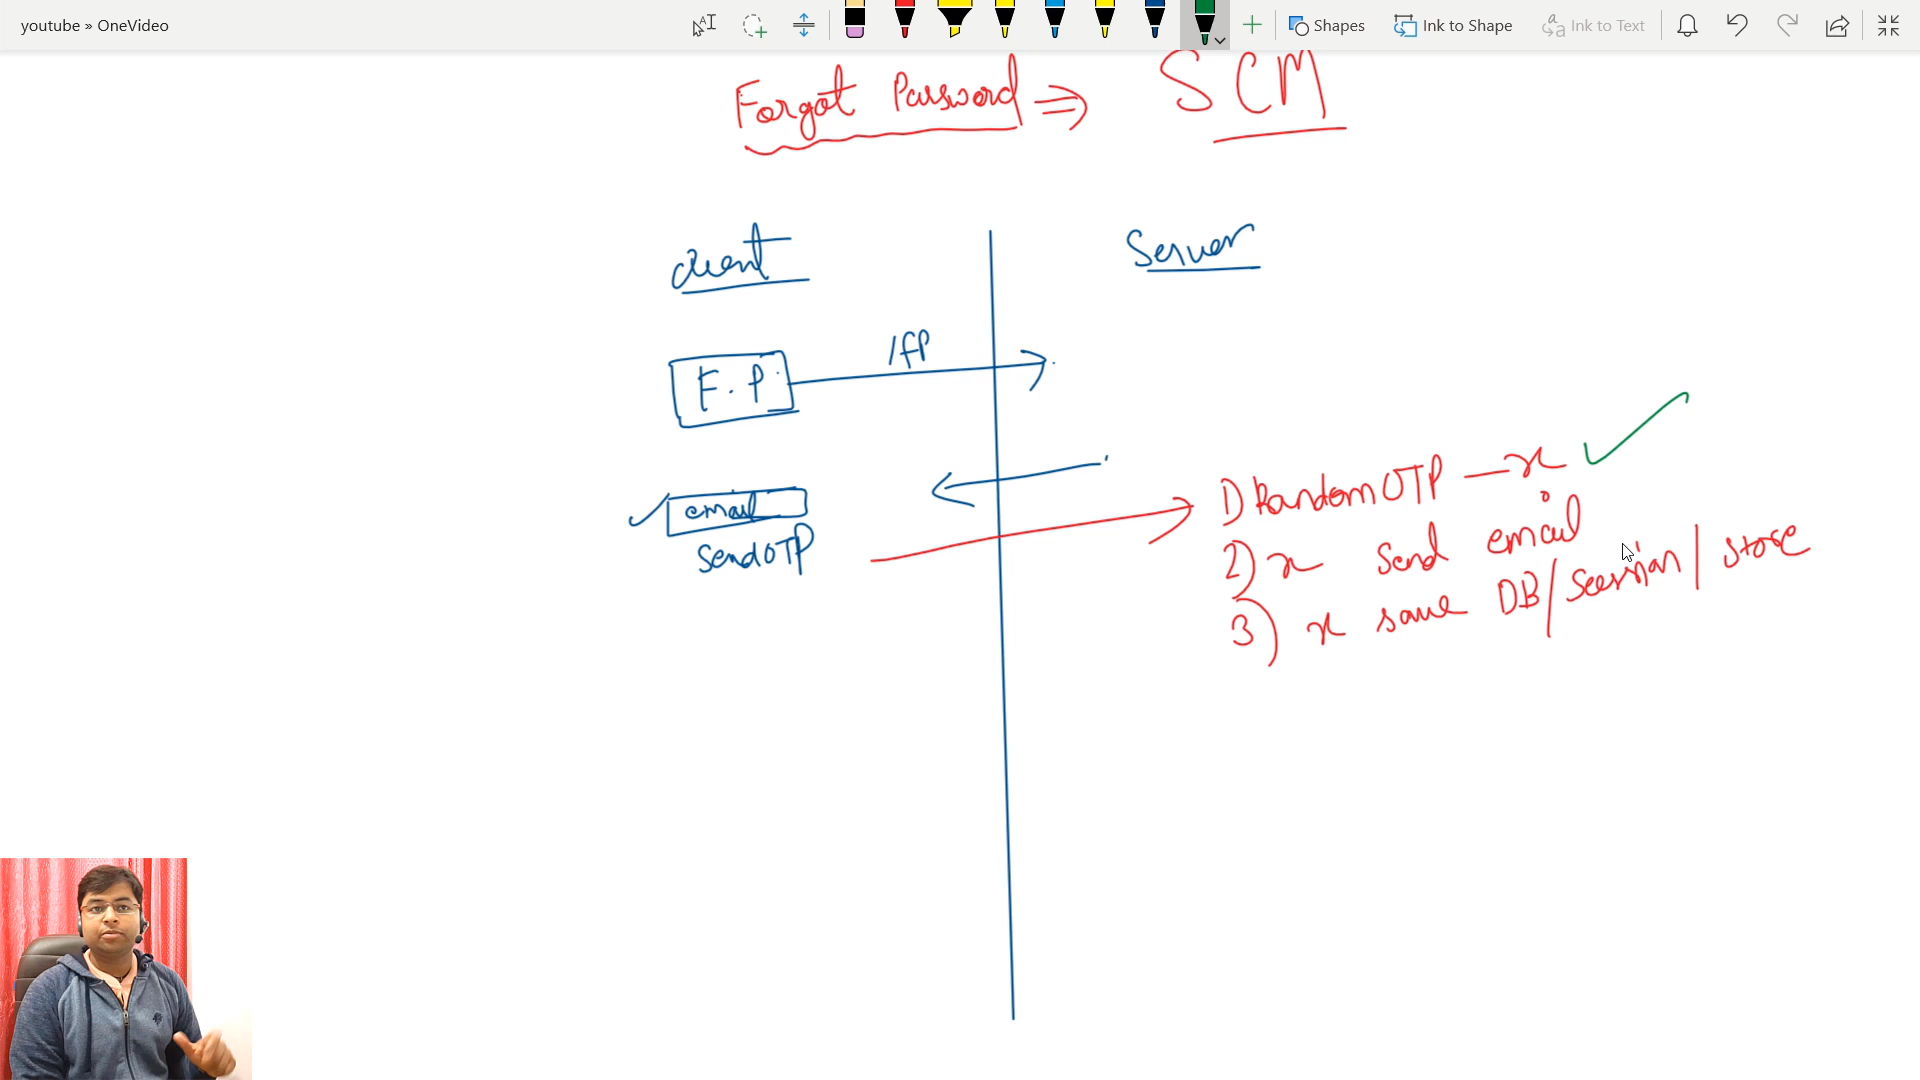 youtube » OneVideo
Shapes
Ink to Shape
Ink to Text
Forgot Password ⇒ SCM
client
Server
F.P
/fp
email
SendOTP
1) RandomOTP — x
2) x send email
3) x save DB/Session/store